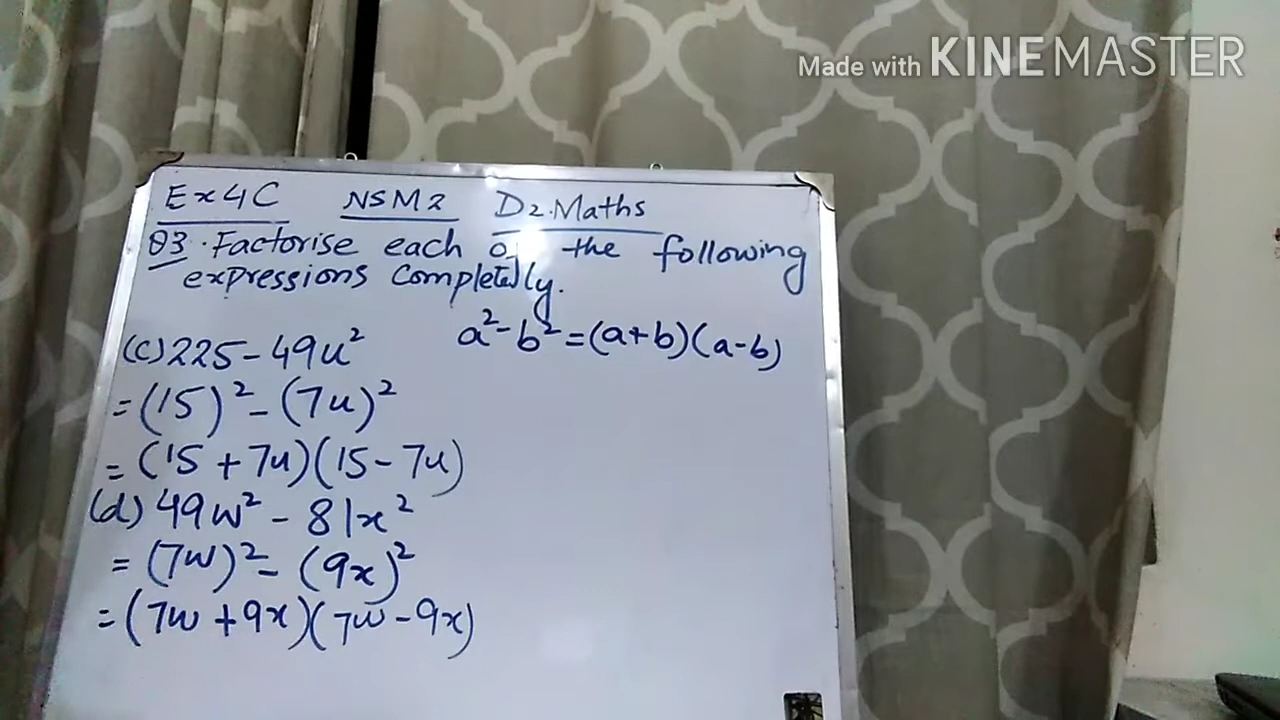 Made with KINEMASTER
Ex4C NSM2 D2.Maths
Q3. Factorise each of the following
expressions completely.
a²-b²=(a+b)(a-b)
(c) 225-49u²
=(15)²-(7u)²
=(15+7u)(15-7u)
(d) 49w²-81x²
=(7w)²-(9x)²
=(7w+9x)(7w-9x)